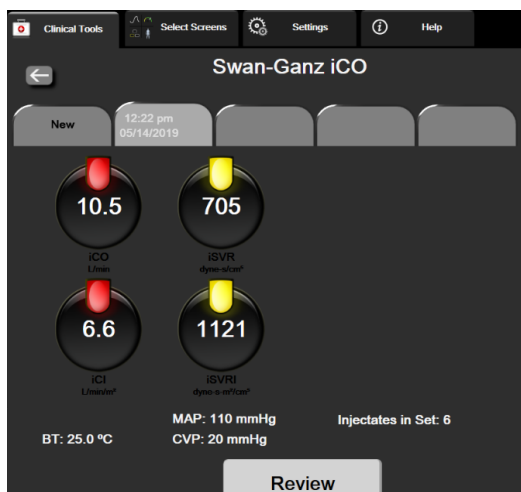 Clinical Tools
Select Screens
Settings
Help
Swan-Ganz iCO
New
12:22 pm
05/14/2019
10.5
705
iCO
L/min
iSVR
dyne-s/cm⁵
6.6
1121
iCI
L/min/m²
iSVRI
dyne-s-m²/cm⁵
MAP: 110 mmHg
Injectates in Set: 6
BT: 25.0 ºC
CVP: 20 mmHg
Review